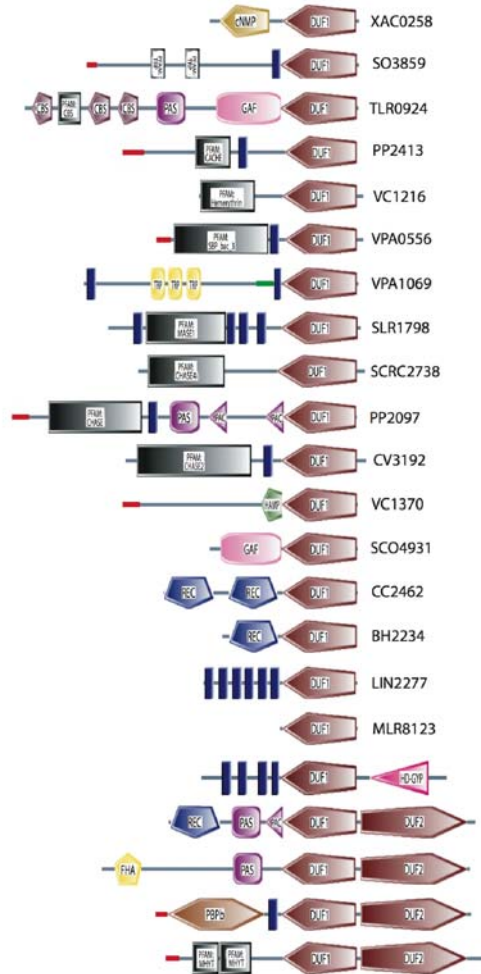 cNMP DUF1 XAC0258
DUF1 SO3859
CBS PFAM: CBS CBS CBS PAS GAF DUF1 TLR0924
PFAM: CACHE DUF1 PP2413
PFAM: Hemerythrin DUF1 VC1216
PFAM: SBP_bac_3 DUF1 VPA0556
TRP TRP TRP DUF1 VPA1069
PFAM: MASE1 DUF1 SLR1798
PFAM: CHASE4 DUF1 SCRC2738
PFAM: CHASE PAS PAC PAC DUF1 PP2097
PFAM: CHASE2 DUF1 CV3192
HAMP DUF1 VC1370
GAF DUF1 SCO4931
REC REC DUF1 CC2462
REC DUF1 BH2234
DUF1 LIN2277
DUF1 MLR8123
DUF1 HD-GYP
REC PAS PAC DUF1 DUF2
FHA PAS DUF1 DUF2
PBPb DUF1 DUF2
PFAM: MHYT PFAM: MHYT DUF1 DUF2